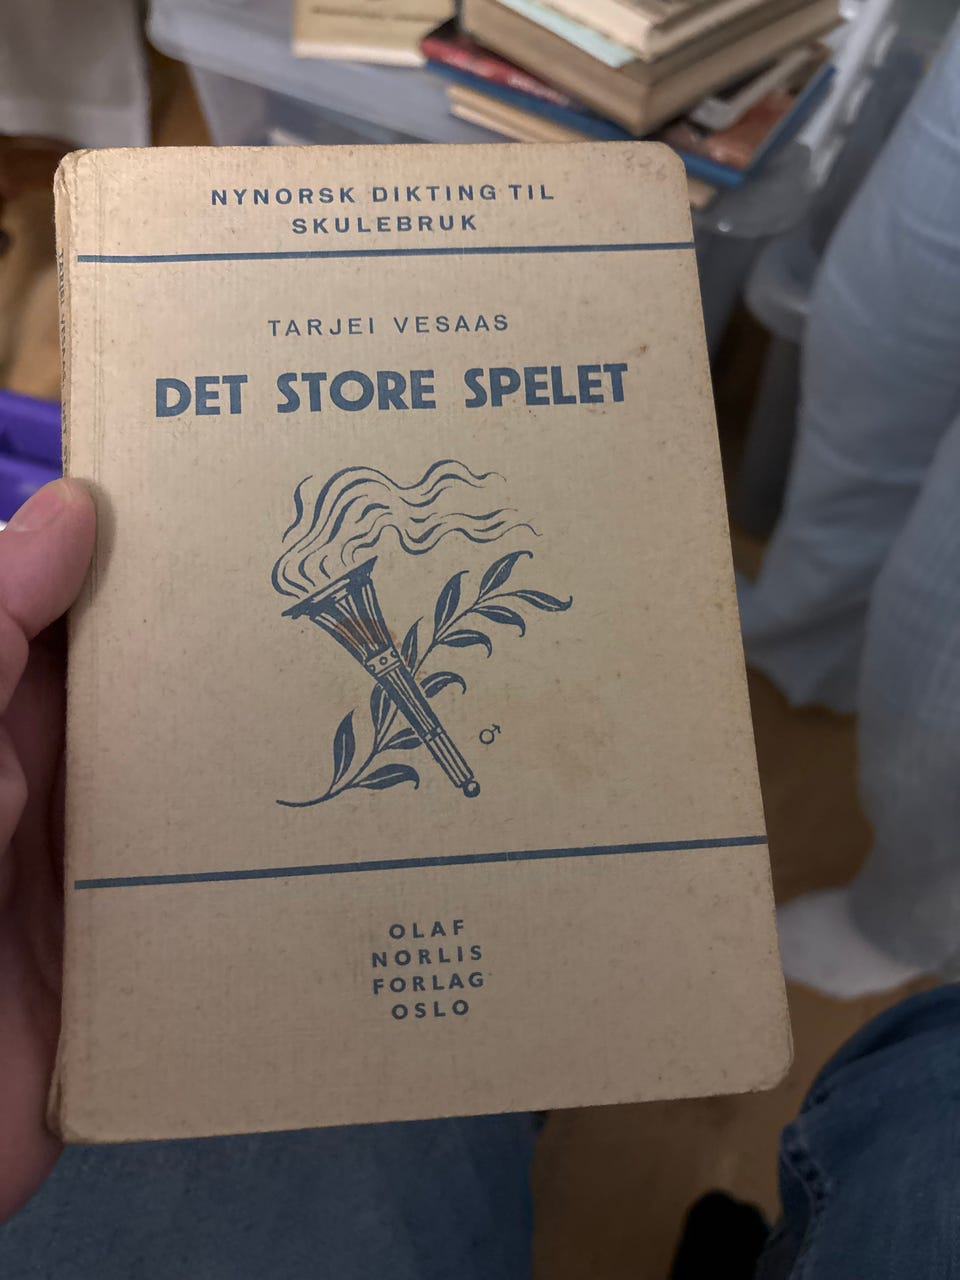 NYNORSK DIKTING TIL
SKULEBRUK
TARJEI VESAAS
DET STORE SPELET
OLAF
NORLIS
FORLAG
OSLO